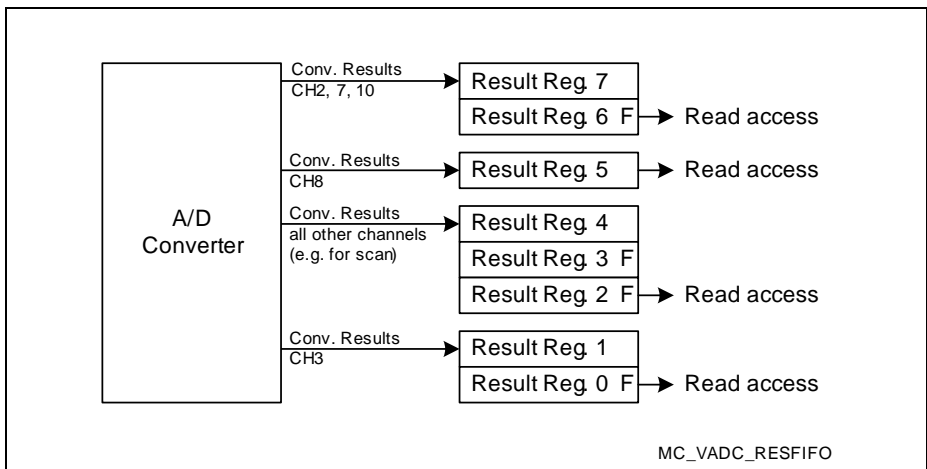 A/D
Converter
Conv. Results
CH2, 7, 10
Result Reg. 7
Result Reg. 6 F
Read access
Conv. Results
CH8
Result Reg. 5
Read access
Conv. Results
all other channels
(e.g. for scan)
Result Reg. 4
Result Reg. 3 F
Result Reg. 2 F
Read access
Conv. Results
CH3
Result Reg. 1
Result Reg. 0 F
Read access
MC_VADC_RESFIFO